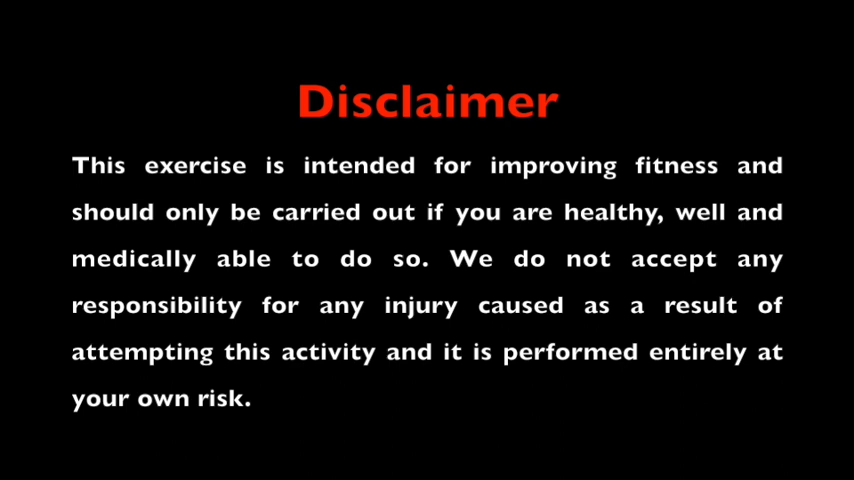 Disclaimer
This exercise is intended for improving fitness and
should only be carried out if you are healthy, well and
medically able to do so. We do not accept any
responsibility for any injury caused as a result of
attempting this activity and it is performed entirely at
your own risk.